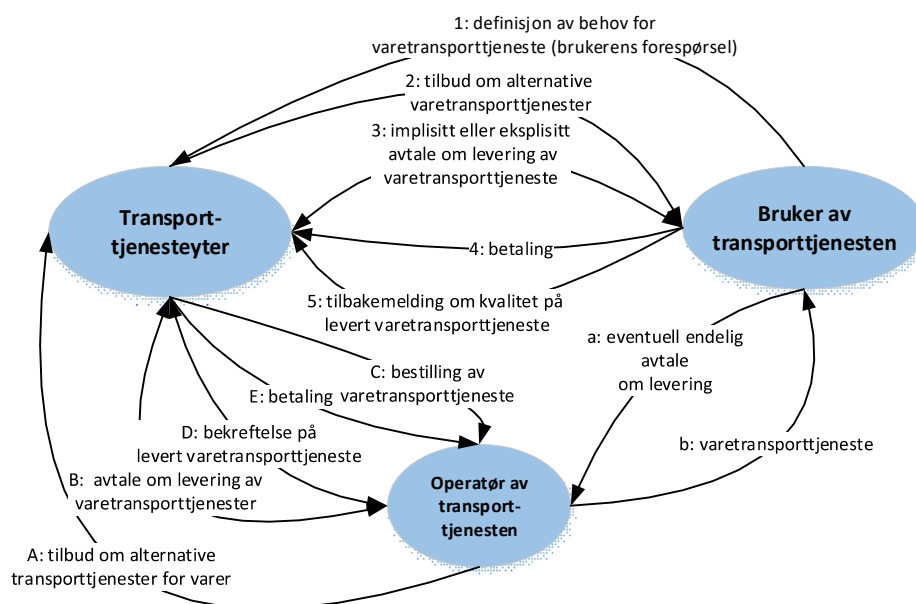 1: definisjon av behov for
varetransporttjeneste (brukerens forespørsel)
2: tilbud om alternative
varetransporttjenester
3: implisitt eller eksplisitt
avtale om levering av
varetransporttjeneste
Transport-
tjenesteyter
Bruker av
transporttjenesten
4: betaling
5: tilbakemelding om kvalitet på
levert varetransporttjeneste
a: eventuell endelig
avtale
om levering
C: bestilling av
varetransporttjeneste
E: betaling
D: bekreftelse på
levert varetransporttjeneste
b: varetransporttjeneste
B: avtale om levering av
varetransporttjenester
Operatør av
transport-
tjenesten
A: tilbud om alternative
transporttjenester for varer